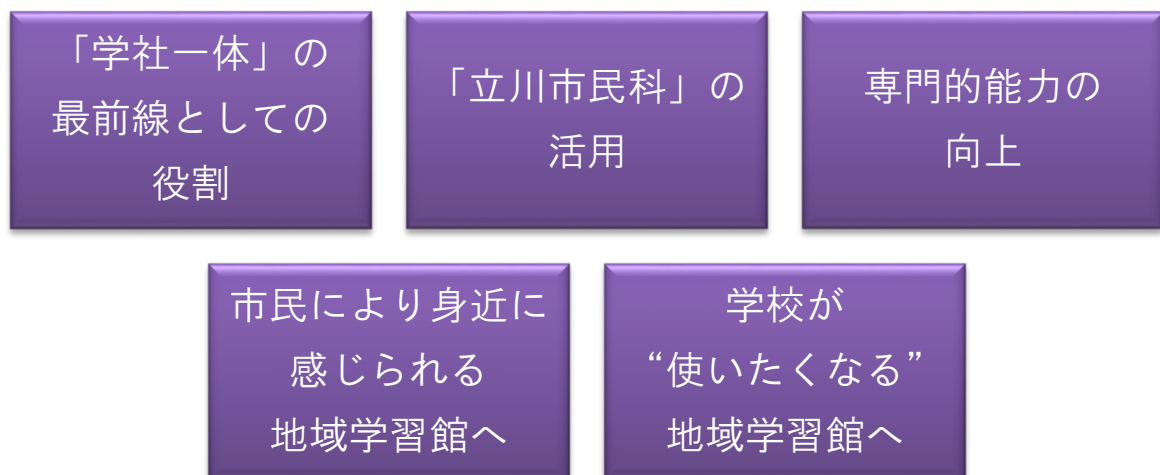 「学社一体」の
最前線としての
役割
「立川市民科」の
活用
専門的能力の
向上
市民により身近に
感じられる
地域学習館へ
学校が
“使いたくなる”
地域学習館へ